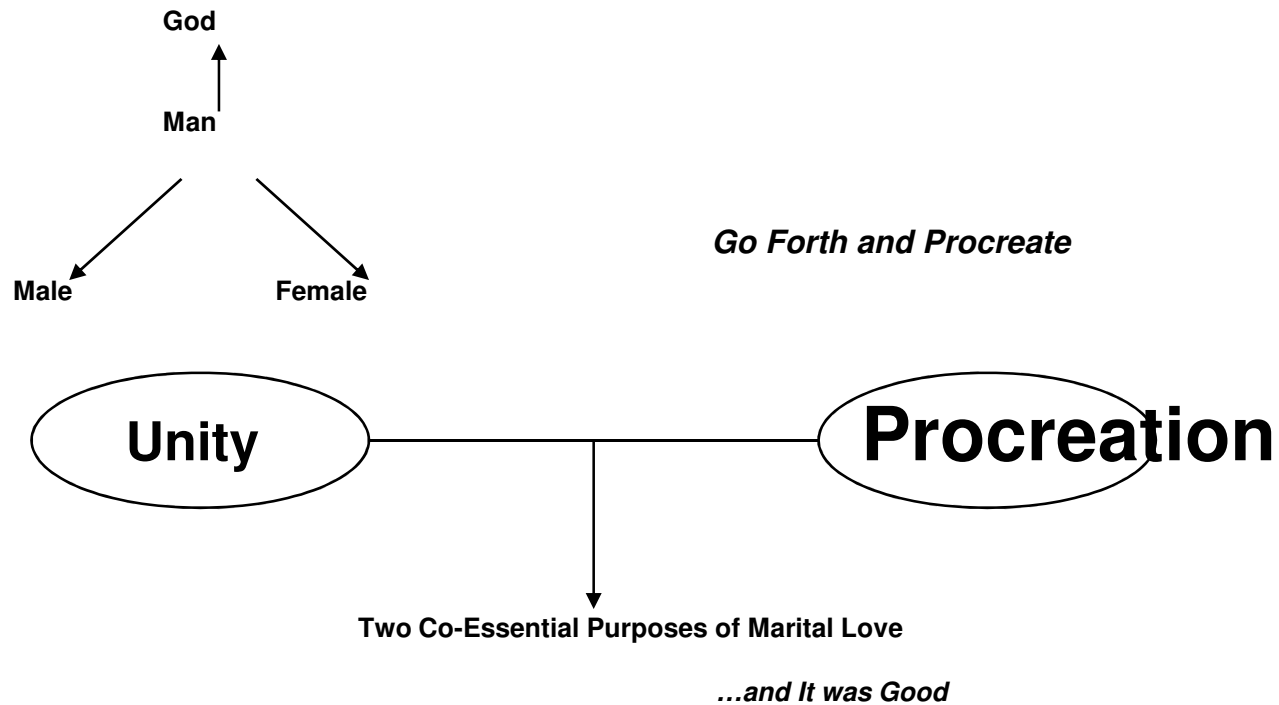 God
Man
Go Forth and Procreate
Male Female
Unity Procreation
Two Co-Essential Purposes of Marital Love
…and It was Good